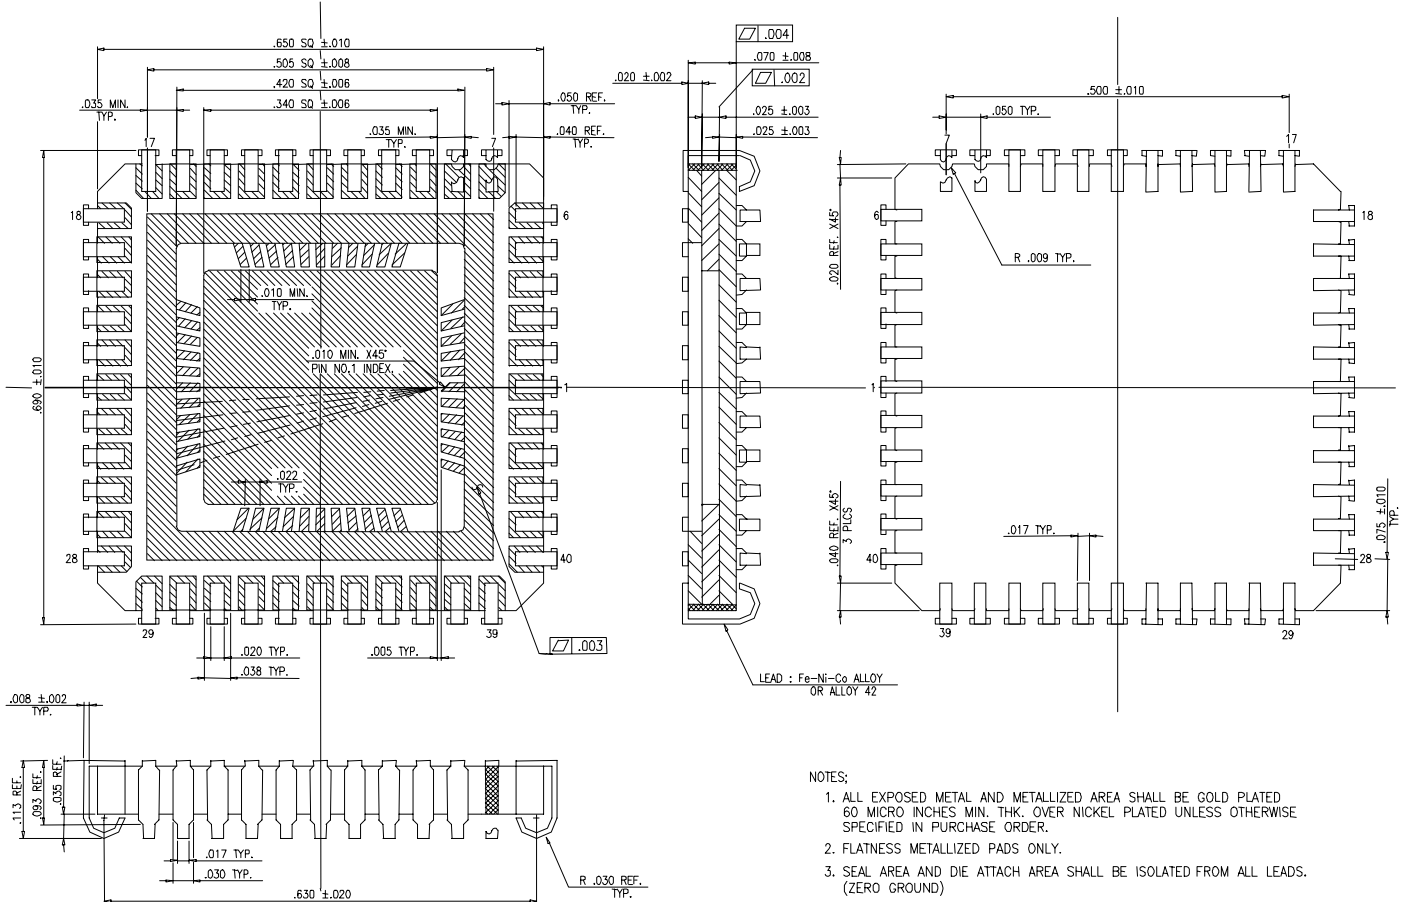 .650 SQ ±.010
.505 SQ ±.008
.420 SQ ±.006
.340 SQ ±.006
.035 MIN.
TYP.
.035 MIN.
TYP.
.050 REF.
TYP.
.040 REF.
TYP.
17
7
18
6
.690 ±.010
.010 MIN.
TYP.
.010 MIN. X45°
PIN NO.1 INDEX.
1
.022
TYP.
28
40
29
39
.020 TYP.
.038 TYP.
.005 TYP.
.003
.004
.070 ±.008
.020 ±.002
.002
.025 ±.003
.025 ±.003
LEAD : Fe-Ni-Co ALLOY
OR ALLOY 42
.500 ±.010
.050 TYP.
7
17
6
18
.020 REF. X45°
R .009 TYP.
1
.040 REF. X45°
3 PLCS
.017 TYP.
.075 ±.010
TYP.
40
28
39
29
.008 ±.002
TYP.
.113 REF.
.093 REF.
.035 REF.
.017 TYP.
.030 TYP.
.630 ±.020
R .030 REF.
TYP.
NOTES;
1. ALL EXPOSED METAL AND METALLIZED AREA SHALL BE GOLD PLATED
60 MICRO INCHES MIN. THK. OVER NICKEL PLATED UNLESS OTHERWISE
SPECIFIED IN PURCHASE ORDER.
2. FLATNESS METALLIZED PADS ONLY.
3. SEAL AREA AND DIE ATTACH AREA SHALL BE ISOLATED FROM ALL LEADS.
(ZERO GROUND)